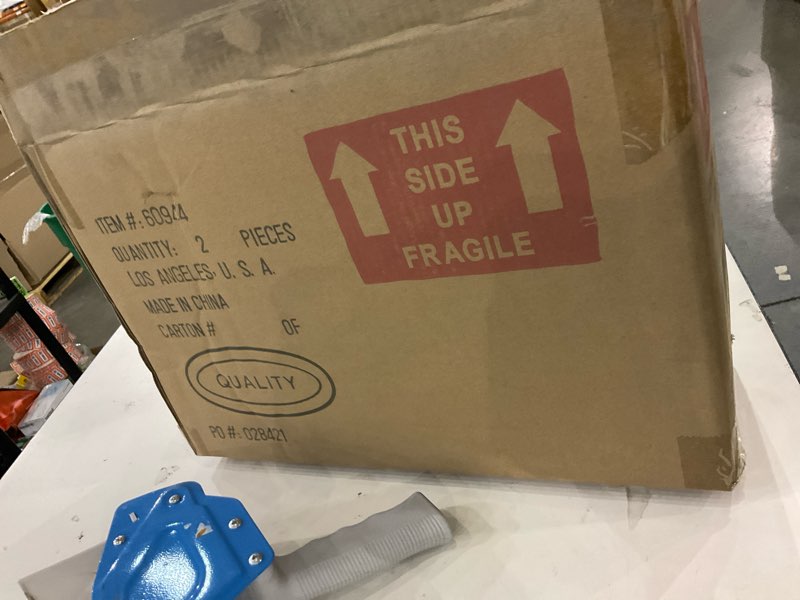 THIS
SIDE
UP
FRAGILE
ITEM #: 60944
QUANTITY: 2 PIECES
LOS ANGELES, U. S. A.
MADE IN CHINA
CARTON # OF
QUALITY
PO #: 028421